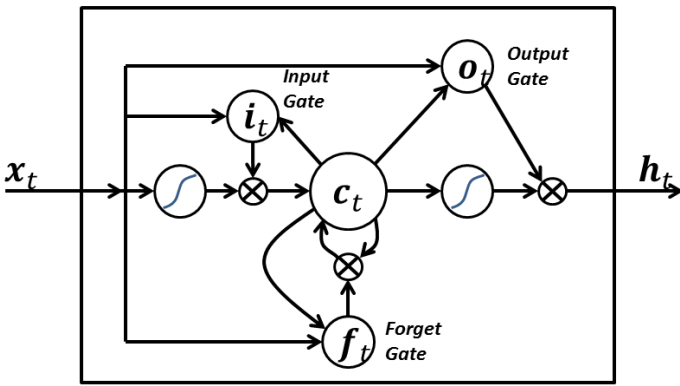 Output
Gate
o_t
Input
Gate
i_t
x_t
c_t
h_t
f_t
Forget
Gate